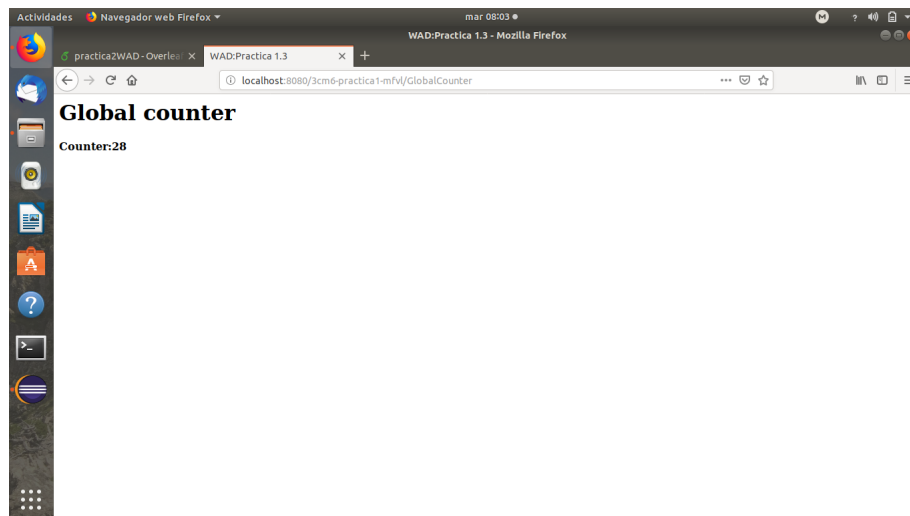 Actividades Navegador web Firefox mar 08:03
WAD:Practica 1.3 - Mozilla Firefox
practica2WAD - Overlea WAD:Practica 1.3
localhost:8080/3cm6-practica1-mfvl/GlobalCounter
Global counter
Counter:28